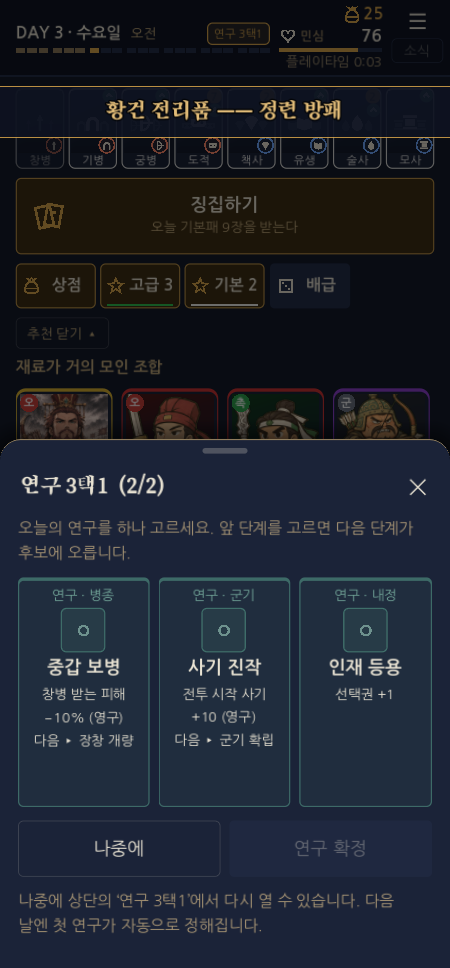 DAY 3 · 수요일 오전
연구 3택1
민심
25
76
플레이타임 0:03
소식
황건 전리품 —— 정련 방패
창병 기병 궁병 도적 책사 유생 술사 모사
징집하기
오늘 기본패 9장을 받는다
상점 고급 3 기본 2 배급
추천 닫기
재료가 거의 모인 조합
오 오 촉 군
연구 3택1 (2/2)
오늘의 연구를 하나 고르세요. 앞 단계를 고르면 다음 단계가
후보에 오릅니다.
연구 · 병종
중갑 보병
창병 받는 피해
−10% (영구)
다음 ▸ 장창 개량
연구 · 군기
사기 진작
전투 시작 사기
+10 (영구)
다음 ▸ 군기 확립
연구 · 내정
인재 등용
선택권 +1
나중에
연구 확정
나중에 상단의 ‘연구 3택1’에서 다시 열 수 있습니다. 다음
날엔 첫 연구가 자동으로 정해집니다.